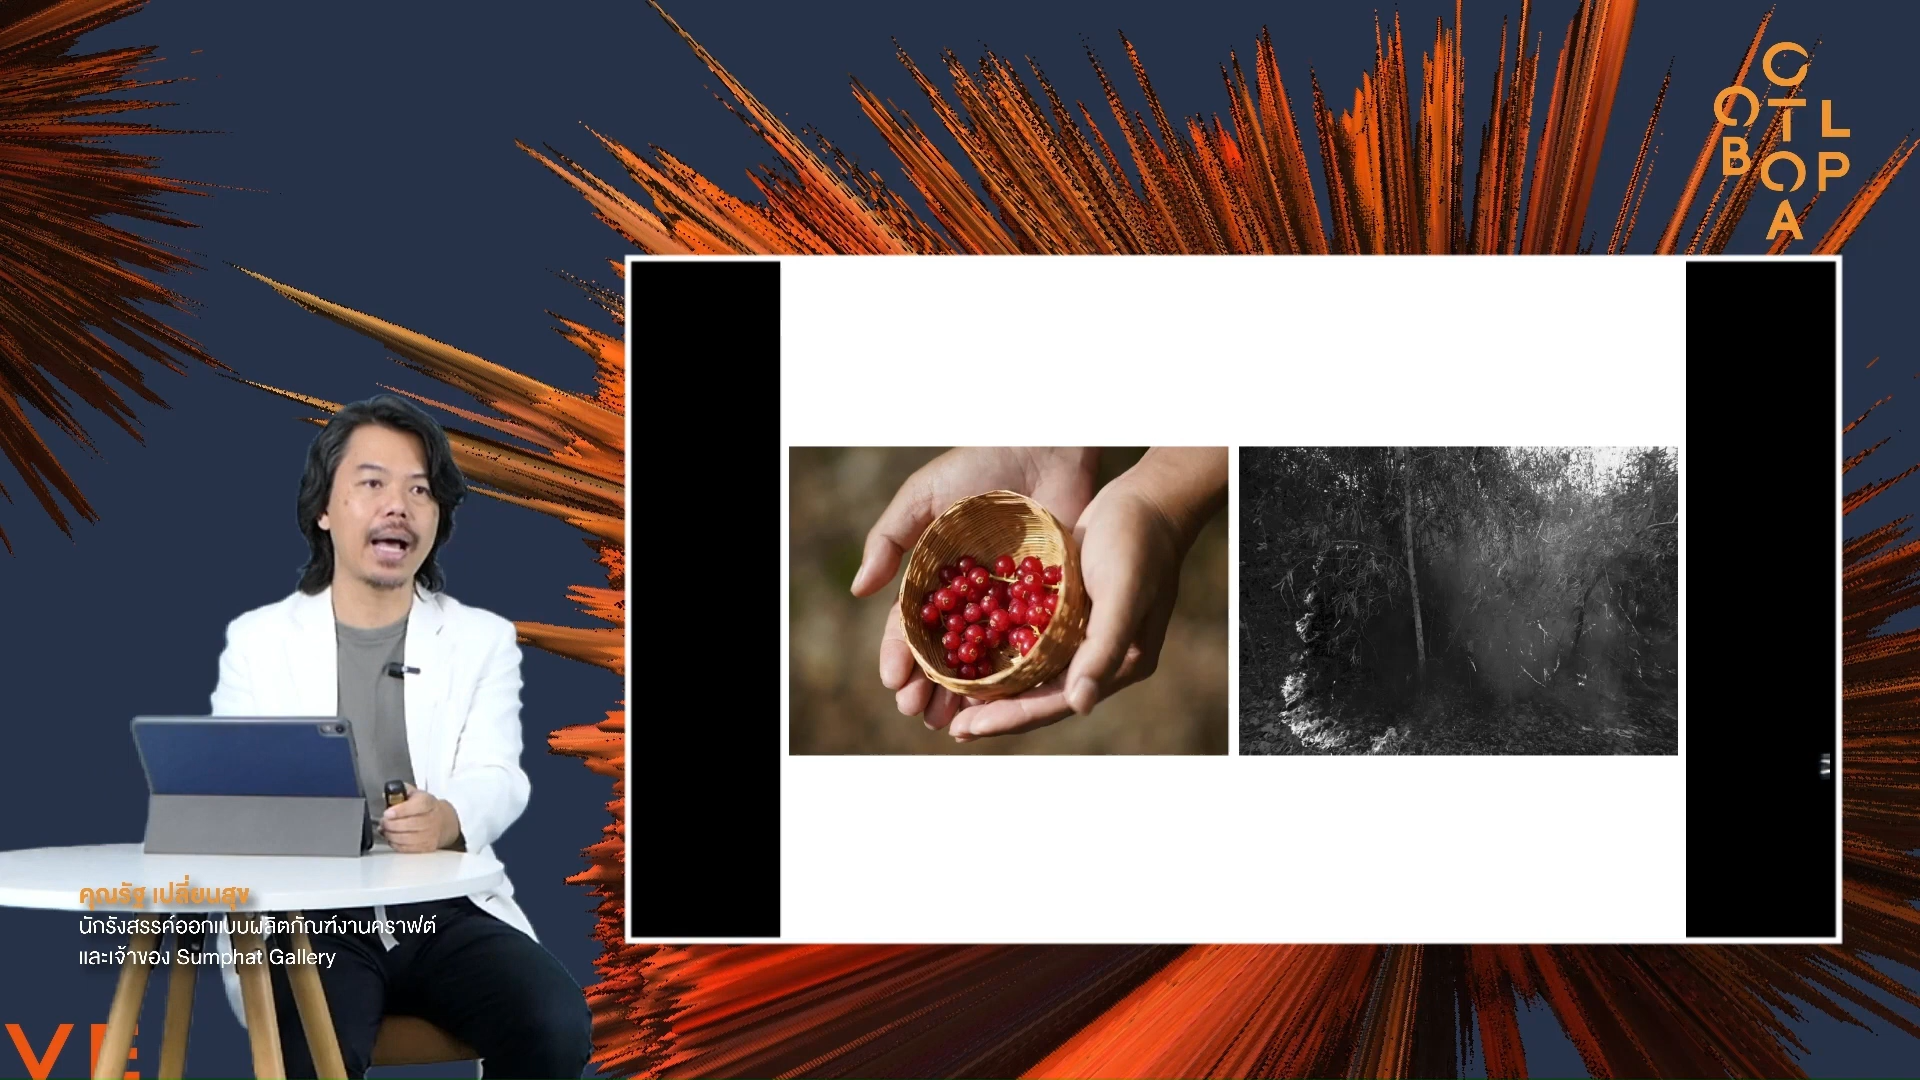 C
O T L
B O P
A
คุณรัฐ เปลี่ยนสุข
นักรังสรรค์ออกแบบผลิตภัณฑ์งานคราฟต์
และเจ้าของ Sumphat Gallery
VE